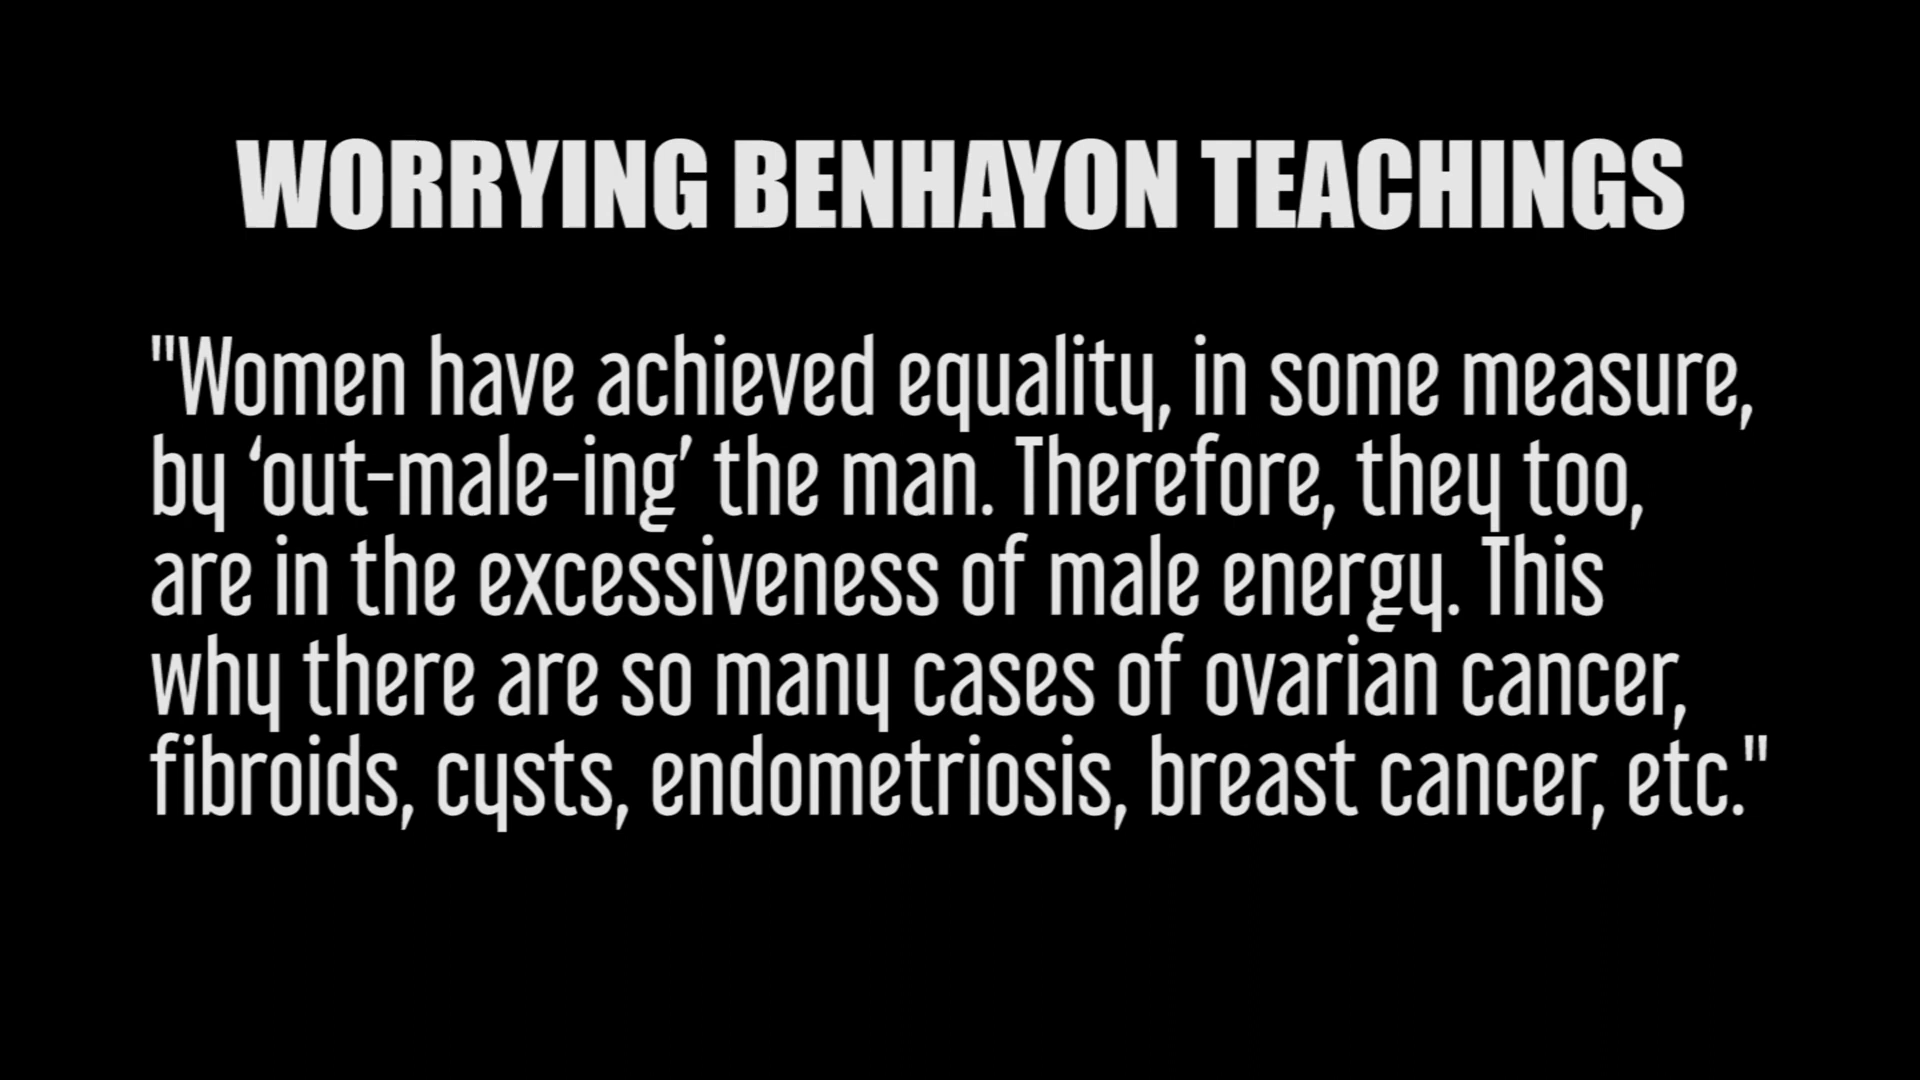 WORRYING BENHAYON TEACHINGS
"Women have achieved equality, in some measure,
by ‘out-male-ing’ the man. Therefore, they too,
are in the excessiveness of male energy. This
why there are so many cases of ovarian cancer,
fibroids, cysts, endometriosis, breast cancer, etc."